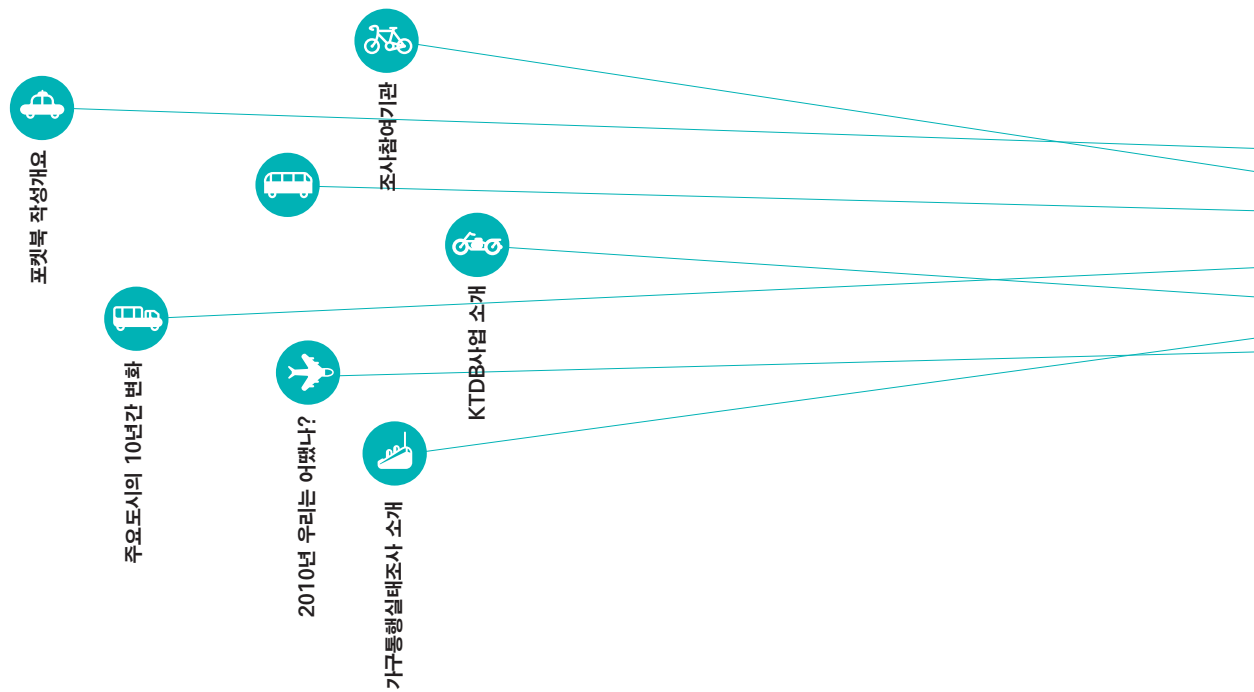 포켓북 작성개요
주요도시의 10년간 변화
2010년 우리는 어땠나?
조사참여기관
가구통행실태조사 소개
KTDB사업 소개